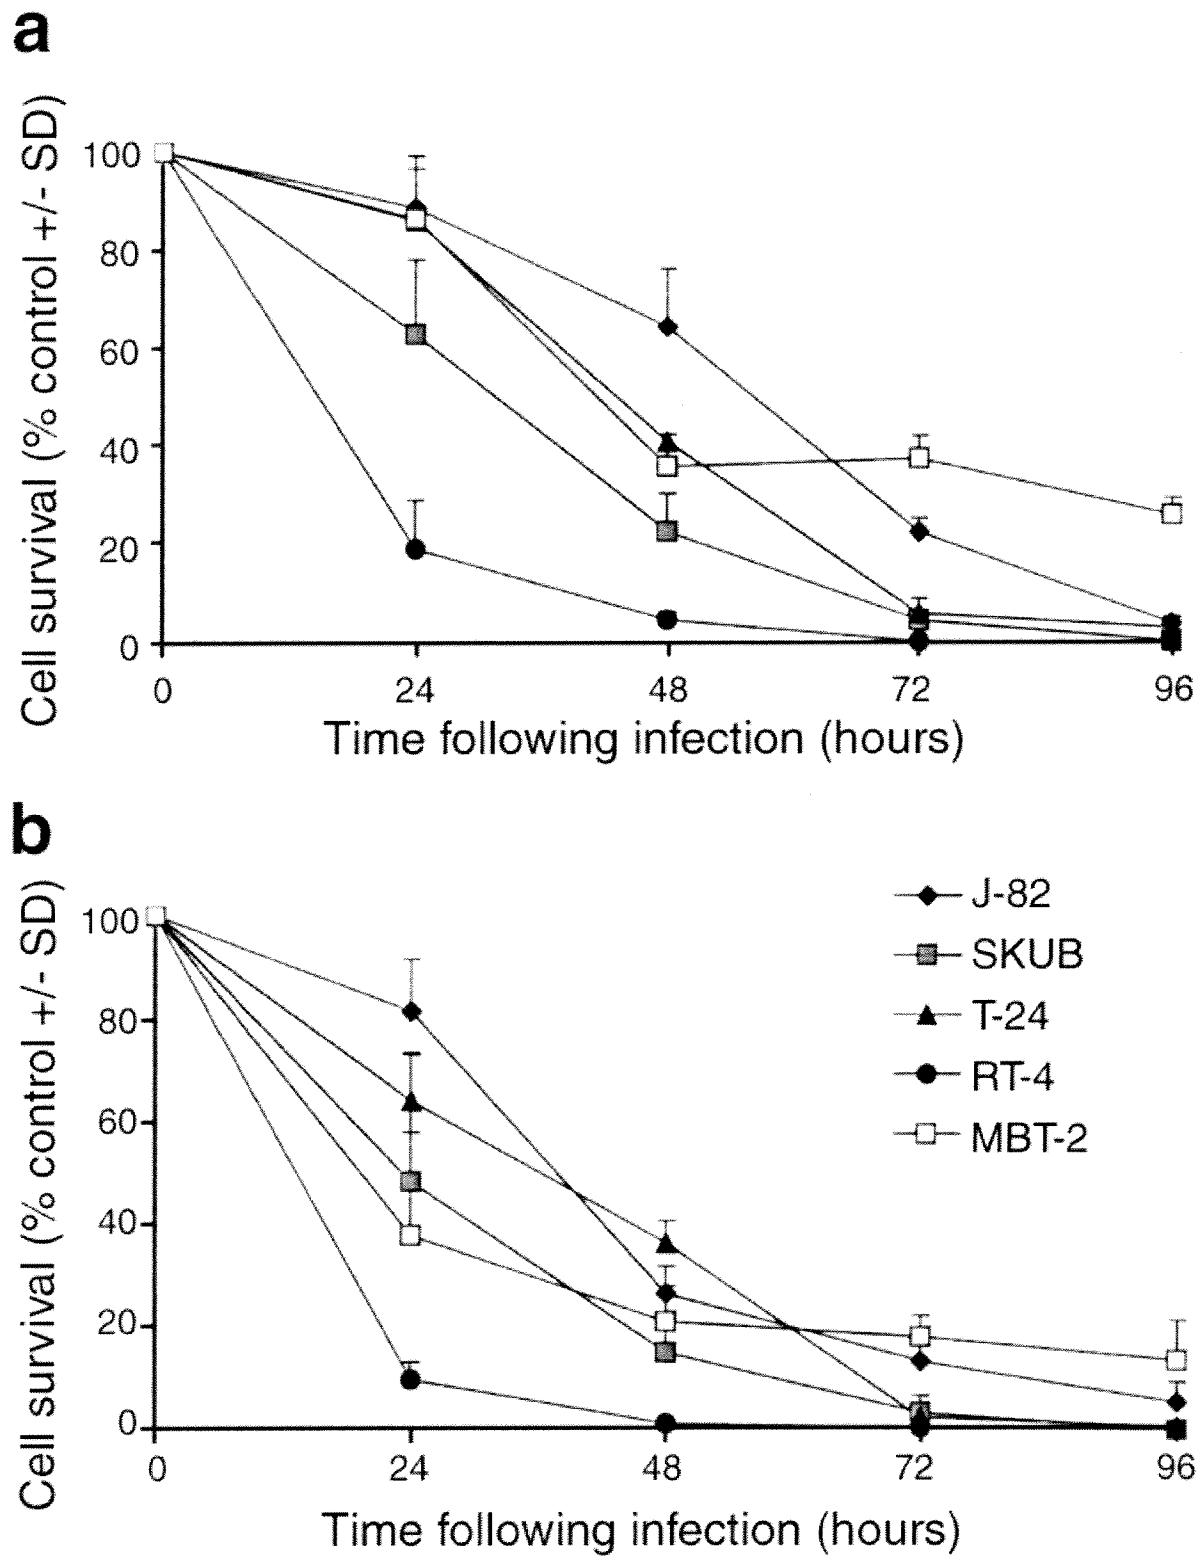 a
Cell survival (% control +/- SD)
100
80
60
40
20
0
0 24 48 72 96
Time following infection (hours)
b
Cell survival (% control +/- SD)
100
80
60
40
20
0
J-82
SKUB
T-24
RT-4
MBT-2
0 24 48 72 96
Time following infection (hours)